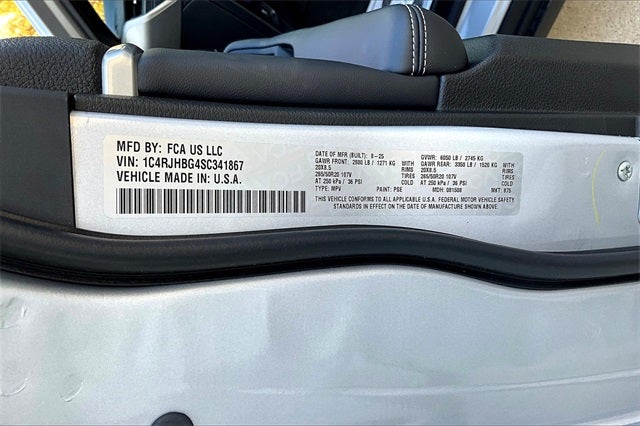 MFD BY: FCA US LLC
VIN: 1C4RJHBG4SC341867
VEHICLE MADE IN: U.S.A.
DATE OF MFR (BUILT): 8-25 GVWR: 6050 LB / 2745 KG
GAWR FRONT: 2800 LB / 1271 KG WITH GAWR REAR: 3350 LB / 1520 KG WITH
20X8.5 RIMS 20X8.5 RIMS
265/50R20 107V TIRES 265/50R20 107V TIRES
AT 250 kPa / 36 PSI COLD AT 250 kPa / 36 PSI COLD
TYPE: MPV PAINT: PSE MDH: 081508 MKT:
THIS VEHICLE CONFORMS TO ALL APPLICABLE U.S.A. FEDERAL MOTOR VEHICLE SAFETY
STANDARDS IN EFFECT ON THE DATE OF MANUFACTURE SHOWN ABOVE.